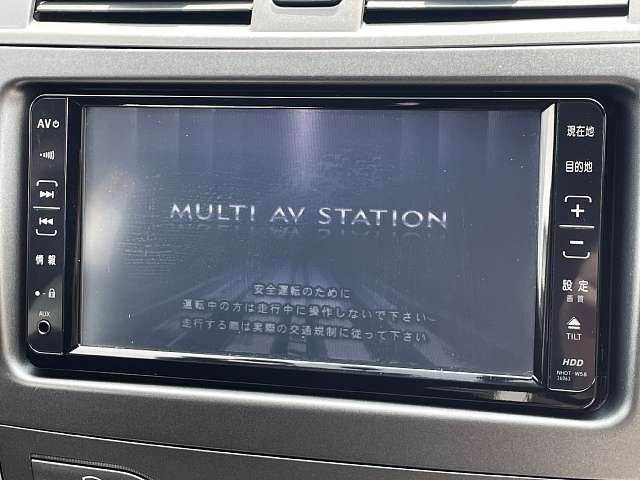 AV
情報
AUX
MULTI AV STATION
安全運転のために
運転中の方は走行中に操作しないで下さい
走行する際は実際の交通規制に従って下さい
現在地
目的地
+
−
設定
画質
TILT
HDD
NHDT-W58